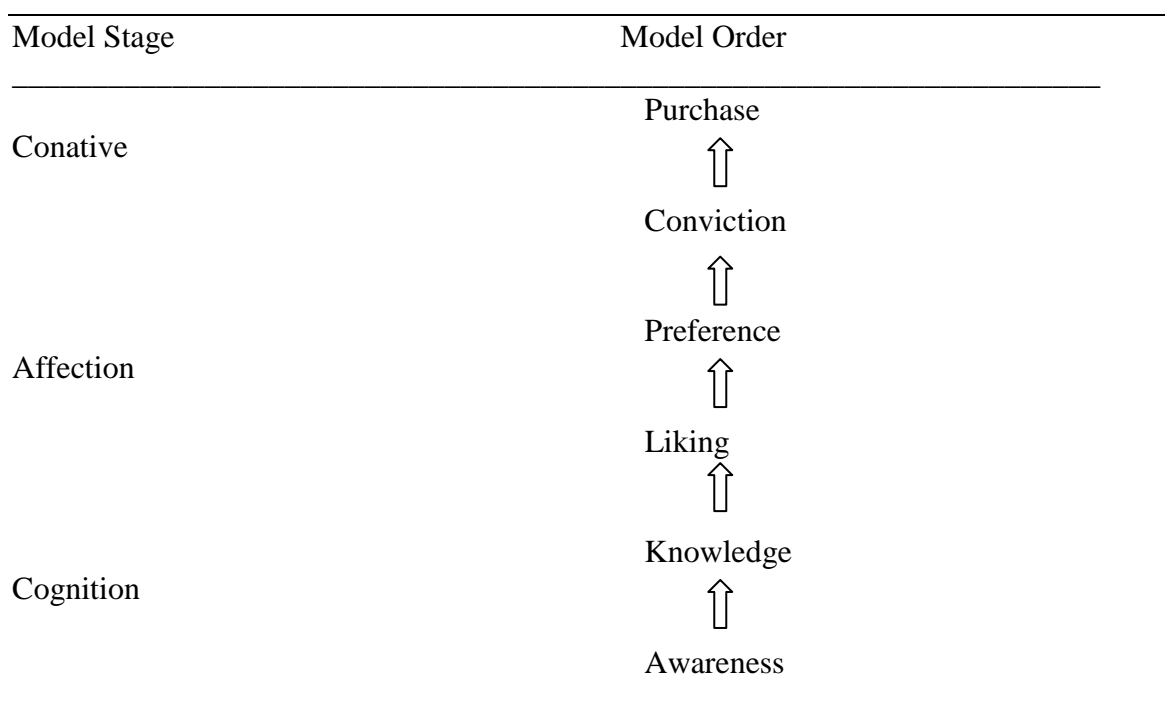 Model Stage Model Order
Purchase
Conative
Conviction
Preference
Affection
Liking
Knowledge
Cognition
Awareness